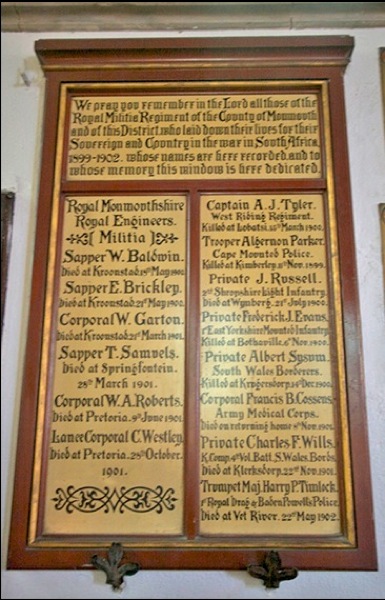 We pray you remember in the Lord all those of the
Royal Militia Regiment of the County of Monmouth
and of this District, who laid down their lives for their
Sovereign and Country in the war in South Africa,
1899-1902, whose names are here recorded, and to
whose memory this window is here dedicated.
Royal Monmouthshire
Royal Engineers.
[Militia]
Sapper W. Baldwin.
Died at Kroonstad, 19th May, 1900.
Sapper E. Brickley.
Died at Kroonstad, 21st May, 1900.
Corporal W. Garton.
Died at Kroonstad, 21st March, 1901.
Sapper T. Samuels.
Died at Springfontein,
28th March 1901.
Corporal W. A. Roberts.
Died at Pretoria, 9th June, 1901.
Lance Corporal C. Westley.
Died at Pretoria, 28th October,
1901.
Captain A. J. Tyler.
West Riding Regiment.
Killed at Lobatsi, 15th March, 1900.
Trooper Algernon Parker.
Cape Mounted Police.
Killed at Kimberley, Nov. 1899.
Private J. Russell.
2nd Shropshire Light Infantry.
Died at Wynberg, 21st July, 1900.
Private Frederick J. Evans.
1st East Yorkshire Mounted Infantry.
Killed at Bothaville, 6th Nov. 1900.
Private Albert Sysum.
South Wales Borderers.
Killed at Krugersdorp, 14th Dec. 1900.
Corporal Francis B. Cossens.
Army Medical Corps.
Died on returning home, 8th Nov. 1901.
Private Charles F. Wills.
K. Comp. 4th Vol. Batt. S. Wales. Bords.
Died at Klerksdorp, 22nd Nov. 1901.
Trumpet Maj. Harry P. Timlock.
1st Royal Drag & Baden Powells Police.
Died at Vet River, 22nd May 1902.